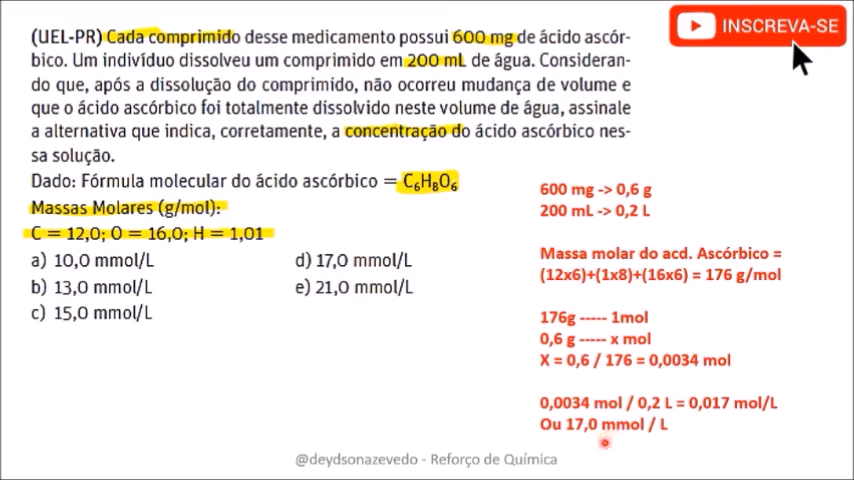 (UEL-PR) Cada comprimido desse medicamento possui 600 mg de ácido ascór-
bico. Um indivíduo dissolveu um comprimido em 200 mL de água. Consideran-
do que, após a dissolução do comprimido, não ocorreu mudança de volume e
que o ácido ascórbico foi totalmente dissolvido neste volume de água, assinale
a alternativa que indica, corretamente, a concentração do ácido ascórbico nes-
sa solução.
Dado: Fórmula molecular do ácido ascórbico = C₆H₈O₆
Massas Molares (g/mol):
C = 12,0; O = 16,0; H = 1,01
a) 10,0 mmol/L
b) 13,0 mmol/L
c) 15,0 mmol/L
d) 17,0 mmol/L
e) 21,0 mmol/L
INSCREVA-SE
600 mg -> 0,6 g
200 mL -> 0,2 L
Massa molar do acd. Ascórbico =
(12x6)+(1x8)+(16x6) = 176 g/mol
176g ----- 1mol
0,6 g ----- x mol
X = 0,6 / 176 = 0,0034 mol
0,0034 mol / 0,2 L = 0,017 mol/L
Ou 17,0 mmol / L
@deydsonazevedo - Reforço de Química